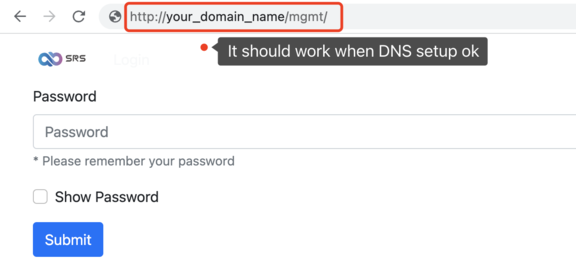 http://your_domain_name/mgmt/
SRS
Login
It should work when DNS setup ok
Password
Password
* Please remember your password
Show Password
Submit